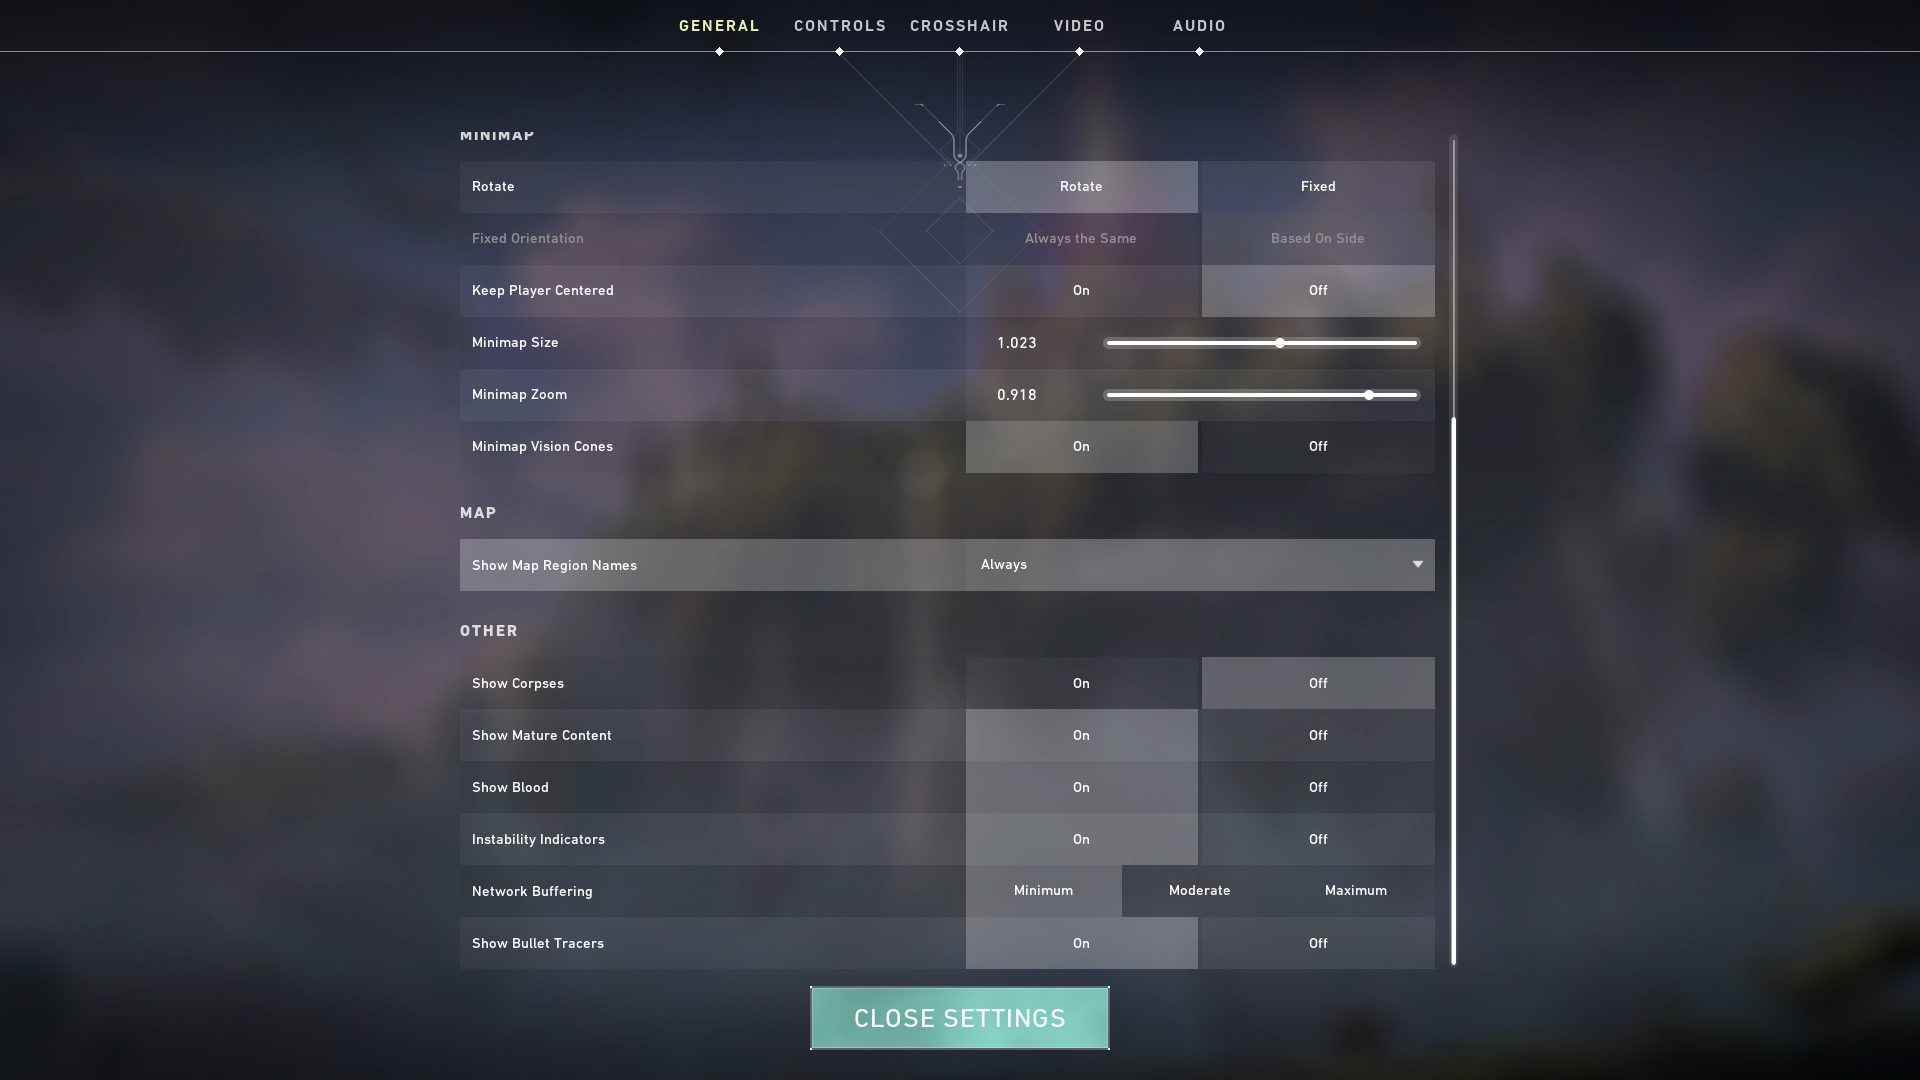 GENERAL CONTROLS CROSSHAIR VIDEO AUDIO
MINIMAP
Rotate Rotate Fixed
Fixed Orientation Always the Same Based On Side
Keep Player Centered On Off
Minimap Size 1.023
Minimap Zoom 0.918
Minimap Vision Cones On Off
MAP
Show Map Region Names Always
OTHER
Show Corpses On Off
Show Mature Content On Off
Show Blood On Off
Instability Indicators On Off
Network Buffering Minimum Moderate Maximum
Show Bullet Tracers On Off
CLOSE SETTINGS